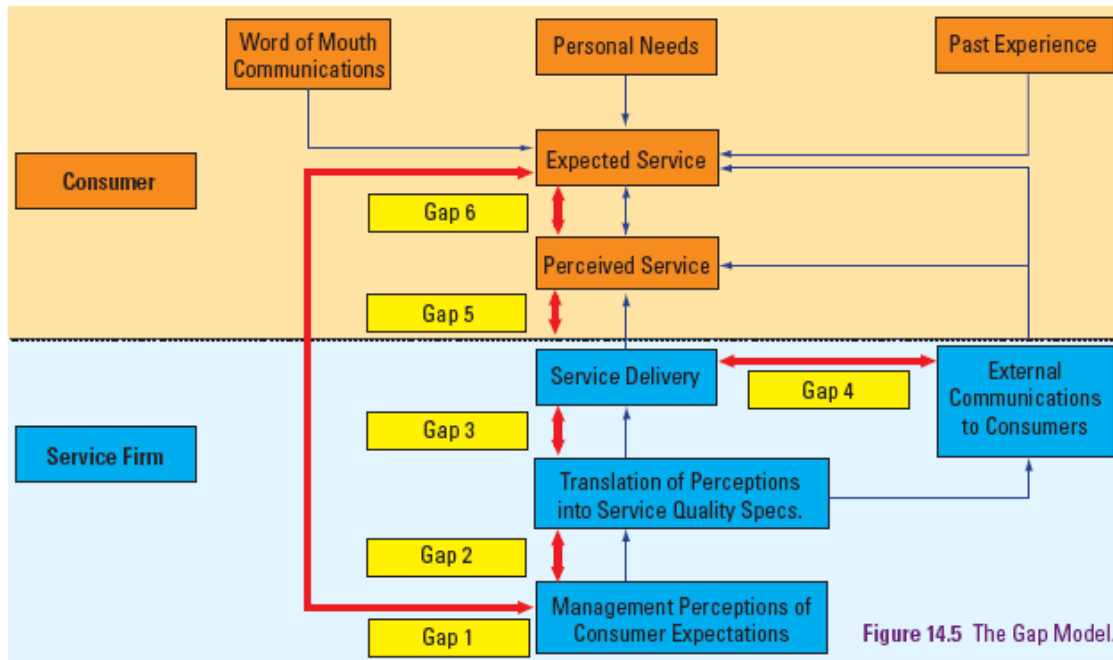 Word of Mouth
Communications
Personal Needs
Past Experience
Expected Service
Consumer
Gap 6
Perceived Service
Gap 5
Service Delivery
Gap 4
External
Communications
to Consumers
Gap 3
Service Firm
Translation of Perceptions
into Service Quality Specs.
Gap 2
Management Perceptions of
Consumer Expectations
Gap 1
Figure 14.5 The Gap Model.